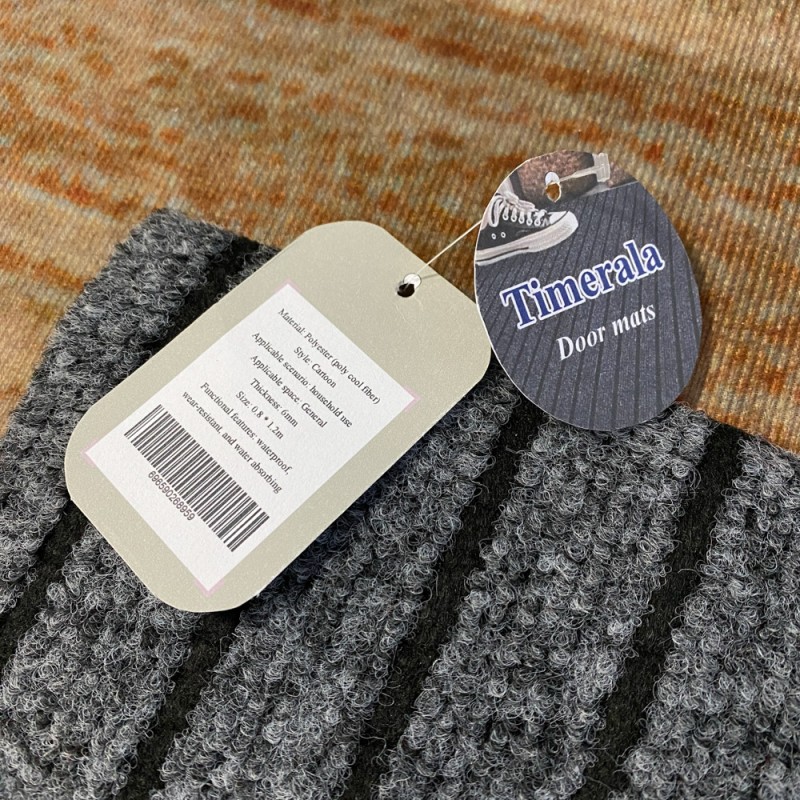 Timerala
Door mats
Material: Polyester (poly cool fiber)
Style: Cartoon
Applicable scenario: household use
Applicable space: General
Thickness: 6mm
Size: 0.8 * 1.2m
Functional features: waterproof,
wear-resistant, and water absorbing
686590288959